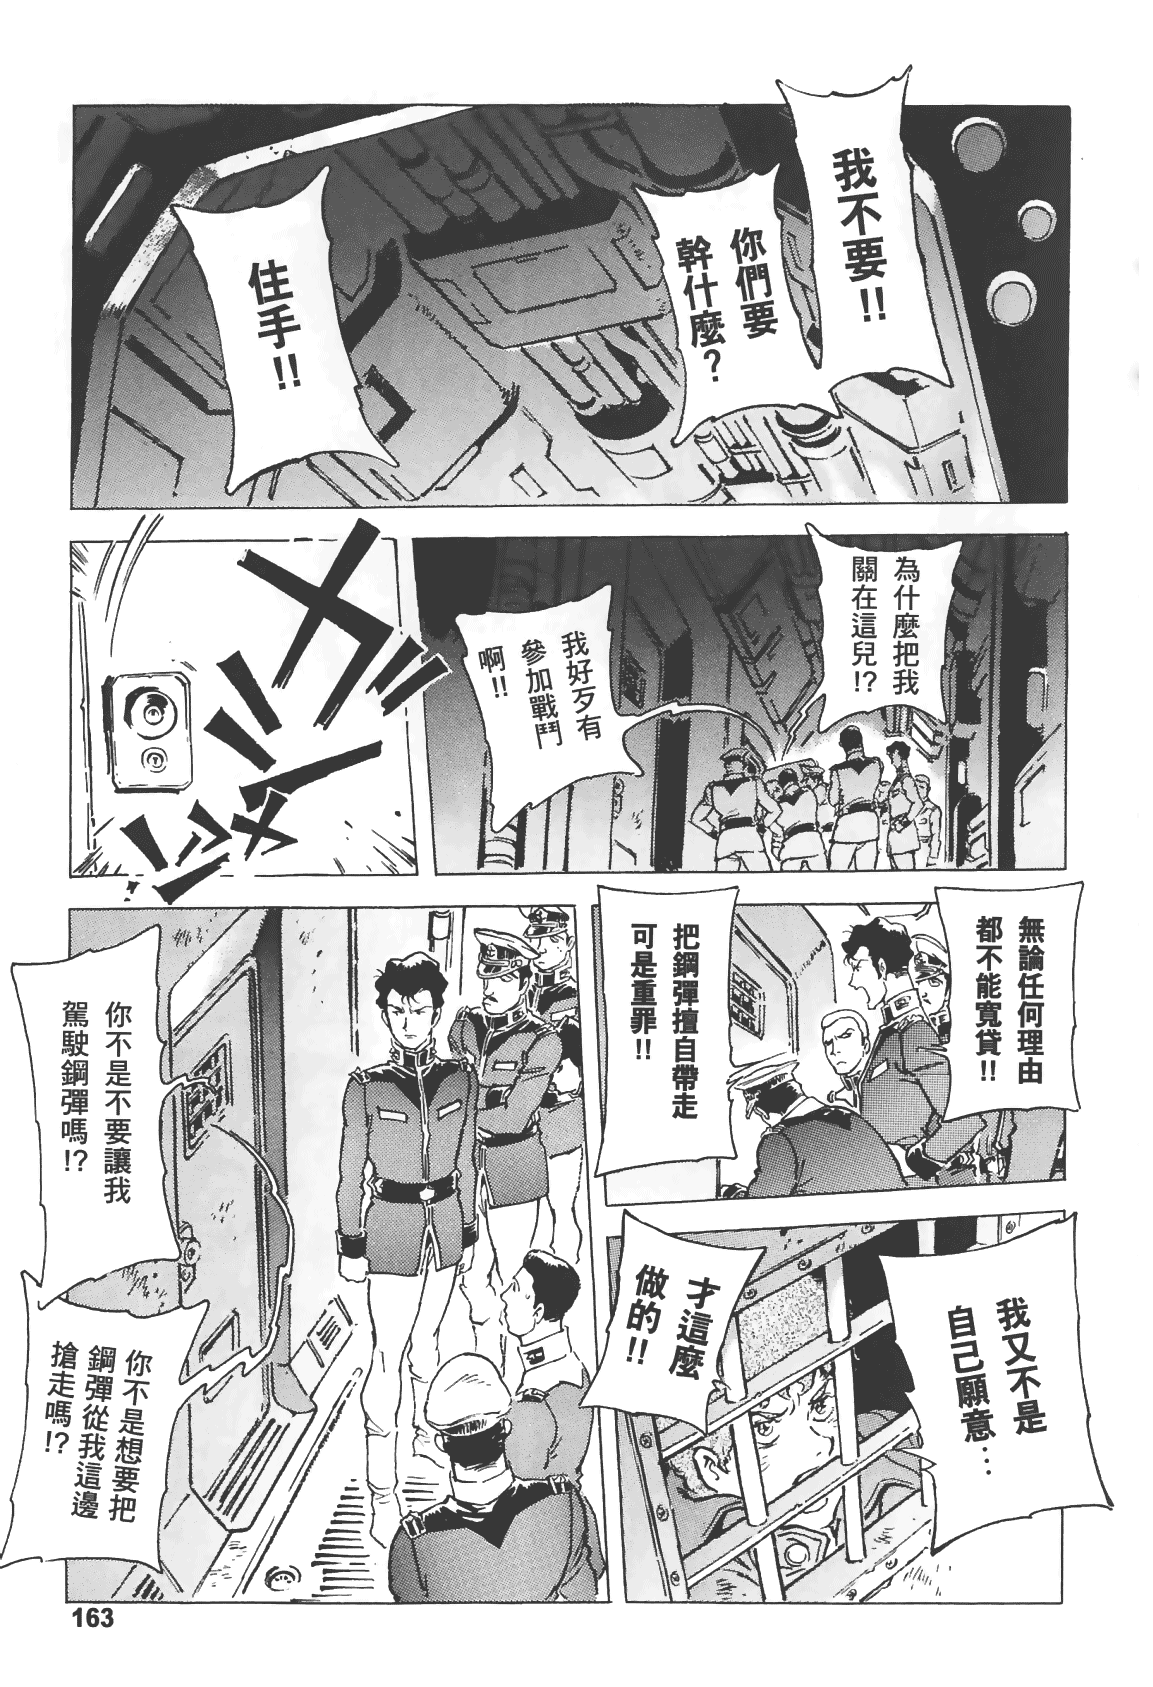 我不要!!
你們要
幹什麼?
住手!!
為什麼把我
關在這兒!?
我好歹有
參加戰鬥
啊!!
無論任何理由
都不能寬貸!!
把鋼彈擅自帶走
可是重罪!!
我又不是
自己願意…
才這麼
做的!!
你不是不要讓我
駕駛鋼彈嗎!?
你不是想要把
鋼彈從我這邊
搶走嗎!?
163